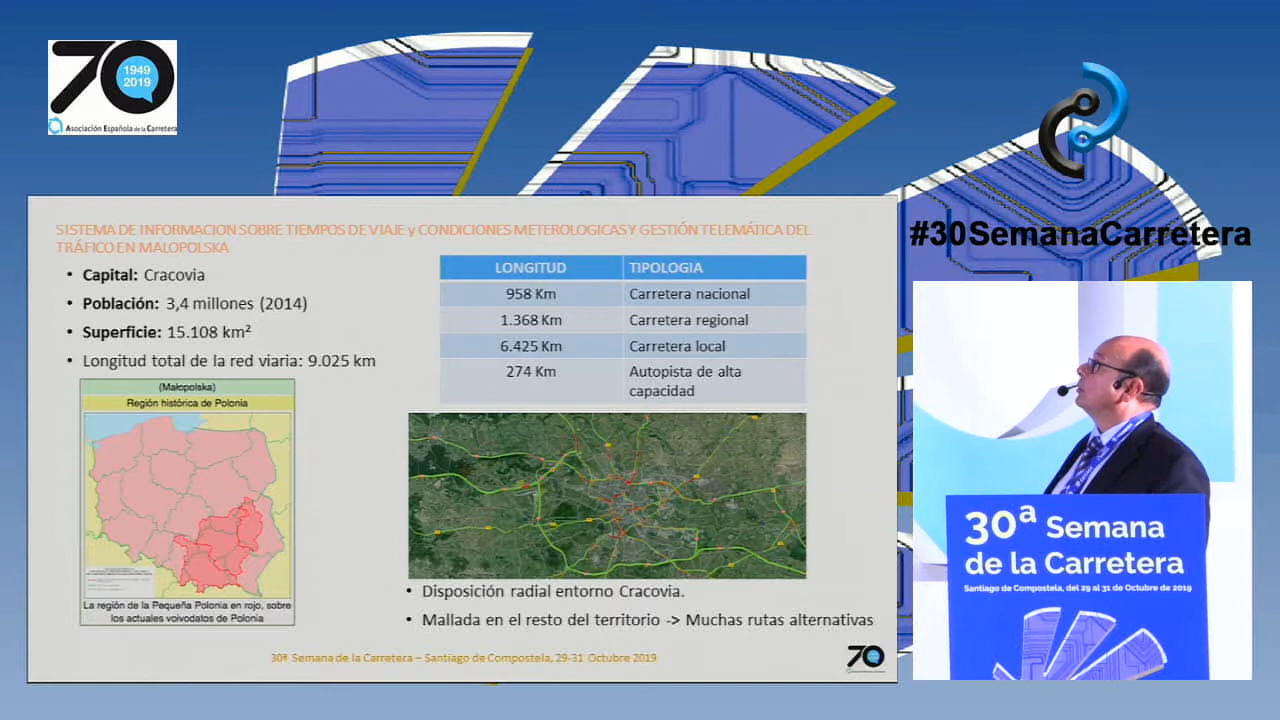 70
1949
2019
Asociación Española de la Carretera
#30SemanaCarretera
SISTEMA DE INFORMACION SOBRE TIEMPOS DE VIAJE y CONDICIONES METEROLOGICAS Y GESTIÓN TELEMÁTICA DEL
TRÁFICO EN MALOPOLSKA
• Capital: Cracovia
• Población: 3,4 millones (2014)
• Superficie: 15.108 km²
• Longitud total de la red viaria: 9.025 km
LONGITUD TIPOLOGIA
958 Km Carretera nacional
1.368 Km Carretera regional
6.425 Km Carretera local
274 Km Autopista de alta
capacidad
(Małopolska)
Región histórica de Polonia
La región de la Pequeña Polonia en rojo, sobre
los actuales voivodatos de Polonia
• Disposición radial entorno Cracovia.
• Mallada en el resto del territorio -> Muchas rutas alternativas
30ª Semana de la Carretera – Santiago de Compostela, 29-31 Octubre 2019
70
30ª Semana
de la Carretera
Santiago de Compostela, del 29 al 31 de Octubre de 2019